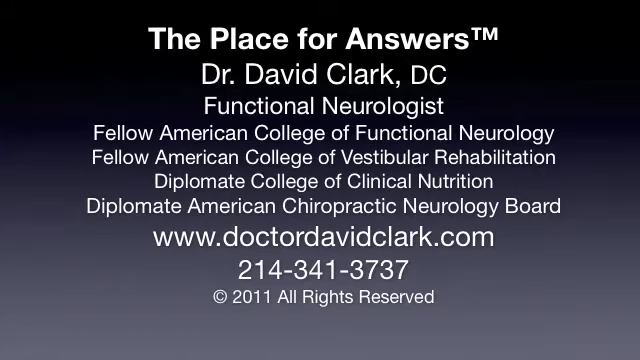 The Place for Answers™
Dr. David Clark, DC
Functional Neurologist
Fellow American College of Functional Neurology
Fellow American College of Vestibular Rehabilitation
Diplomate College of Clinical Nutrition
Diplomate American Chiropractic Neurology Board
www.doctordavidclark.com
214-341-3737
© 2011 All Rights Reserved